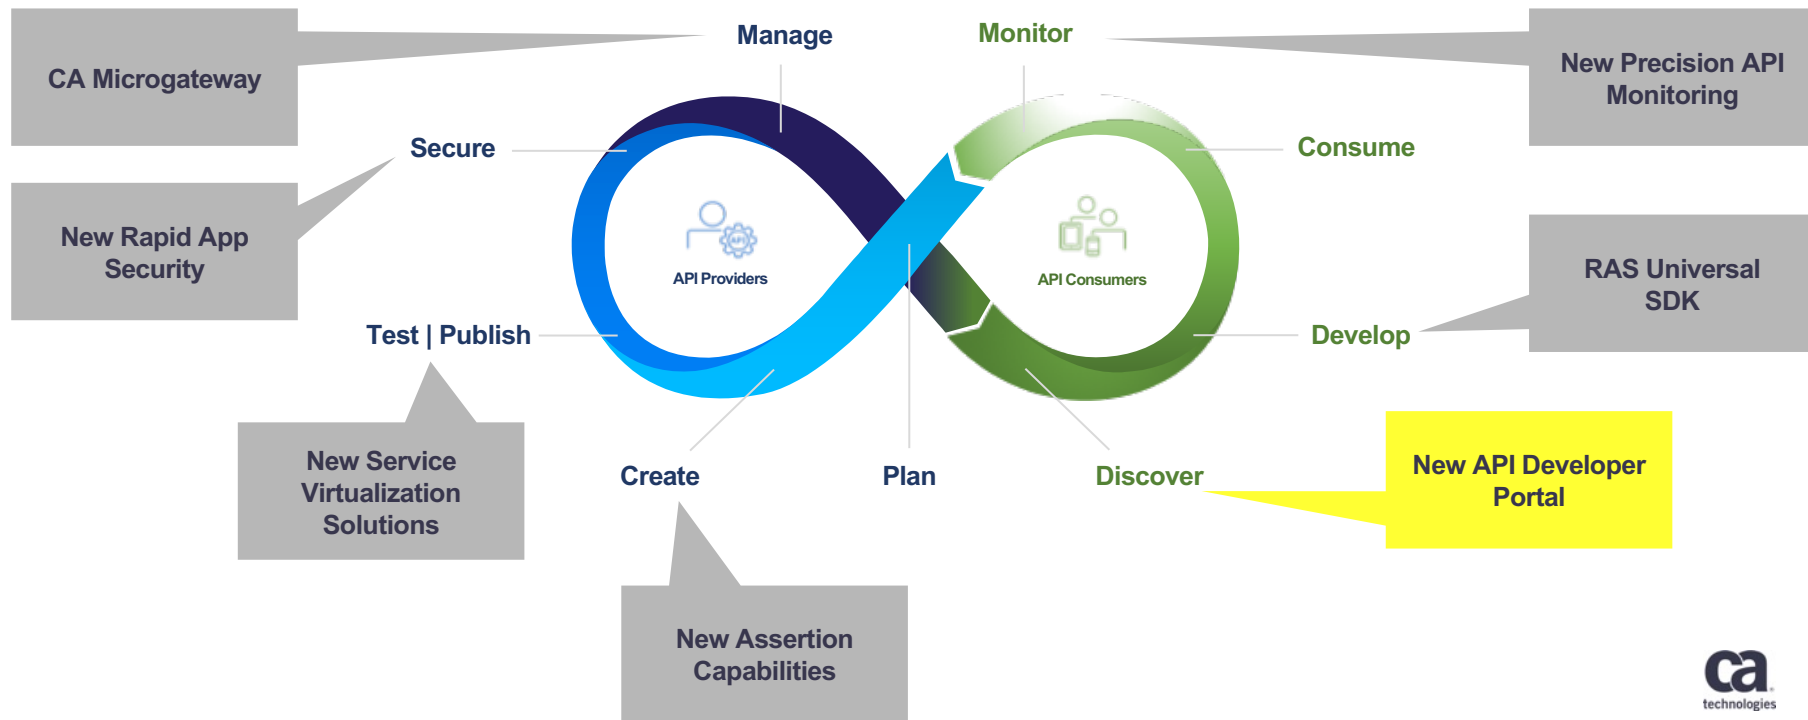 Manage
Monitor
CA Microgateway
New Precision API
Monitoring
Secure
Consume
New Rapid App
Security
API
API Providers
API Consumers
RAS Universal
SDK
Test | Publish
Develop
New Service
Virtualization
Solutions
Create
Plan
Discover
New API Developer
Portal
New Assertion
Capabilities
ca
technologies